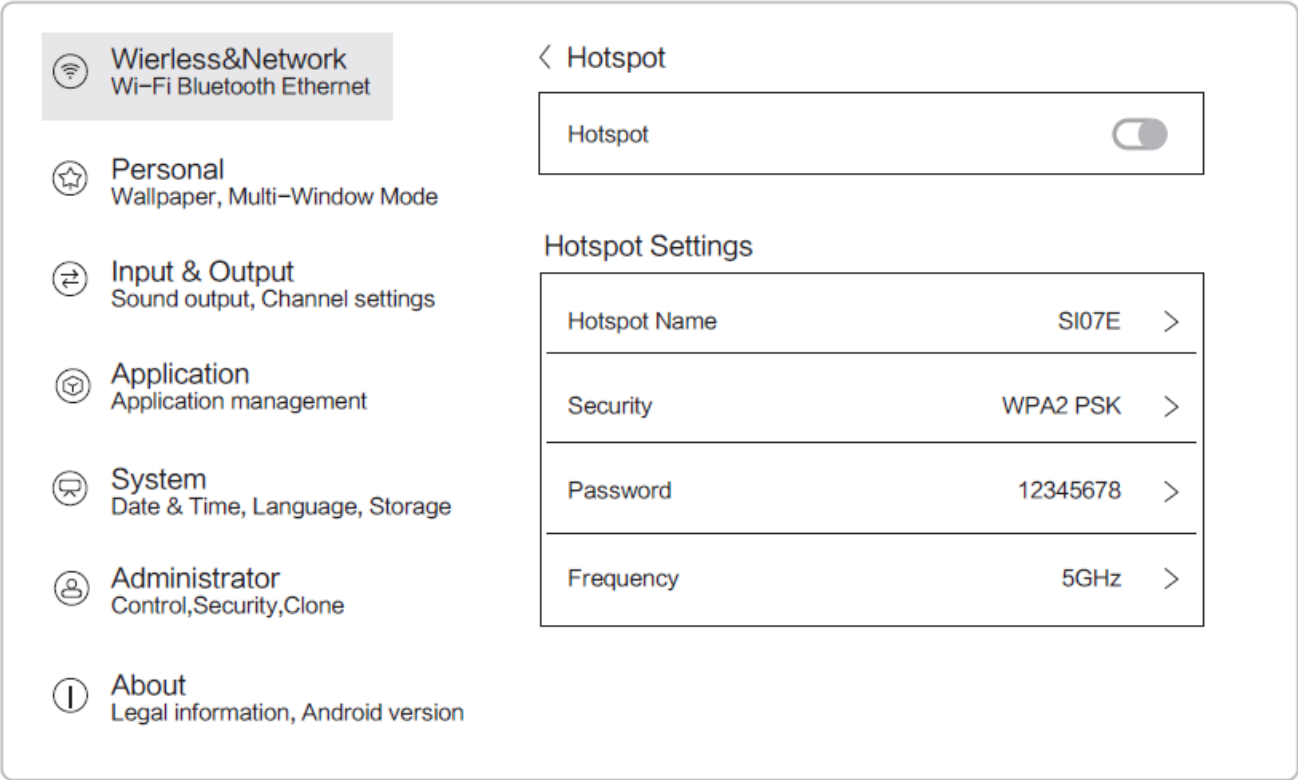 Wierless&Network
Wi-Fi Bluetooth Ethernet
Personal
Wallpaper, Multi-Window Mode
Input & Output
Sound output, Channel settings
Application
Application management
System
Date & Time, Language, Storage
Administrator
Control,Security,Clone
About
Legal information, Android version
Hotspot
Hotspot
Hotspot Settings
Hotspot Name SI07E
Security WPA2 PSK
Password 12345678
Frequency 5GHz